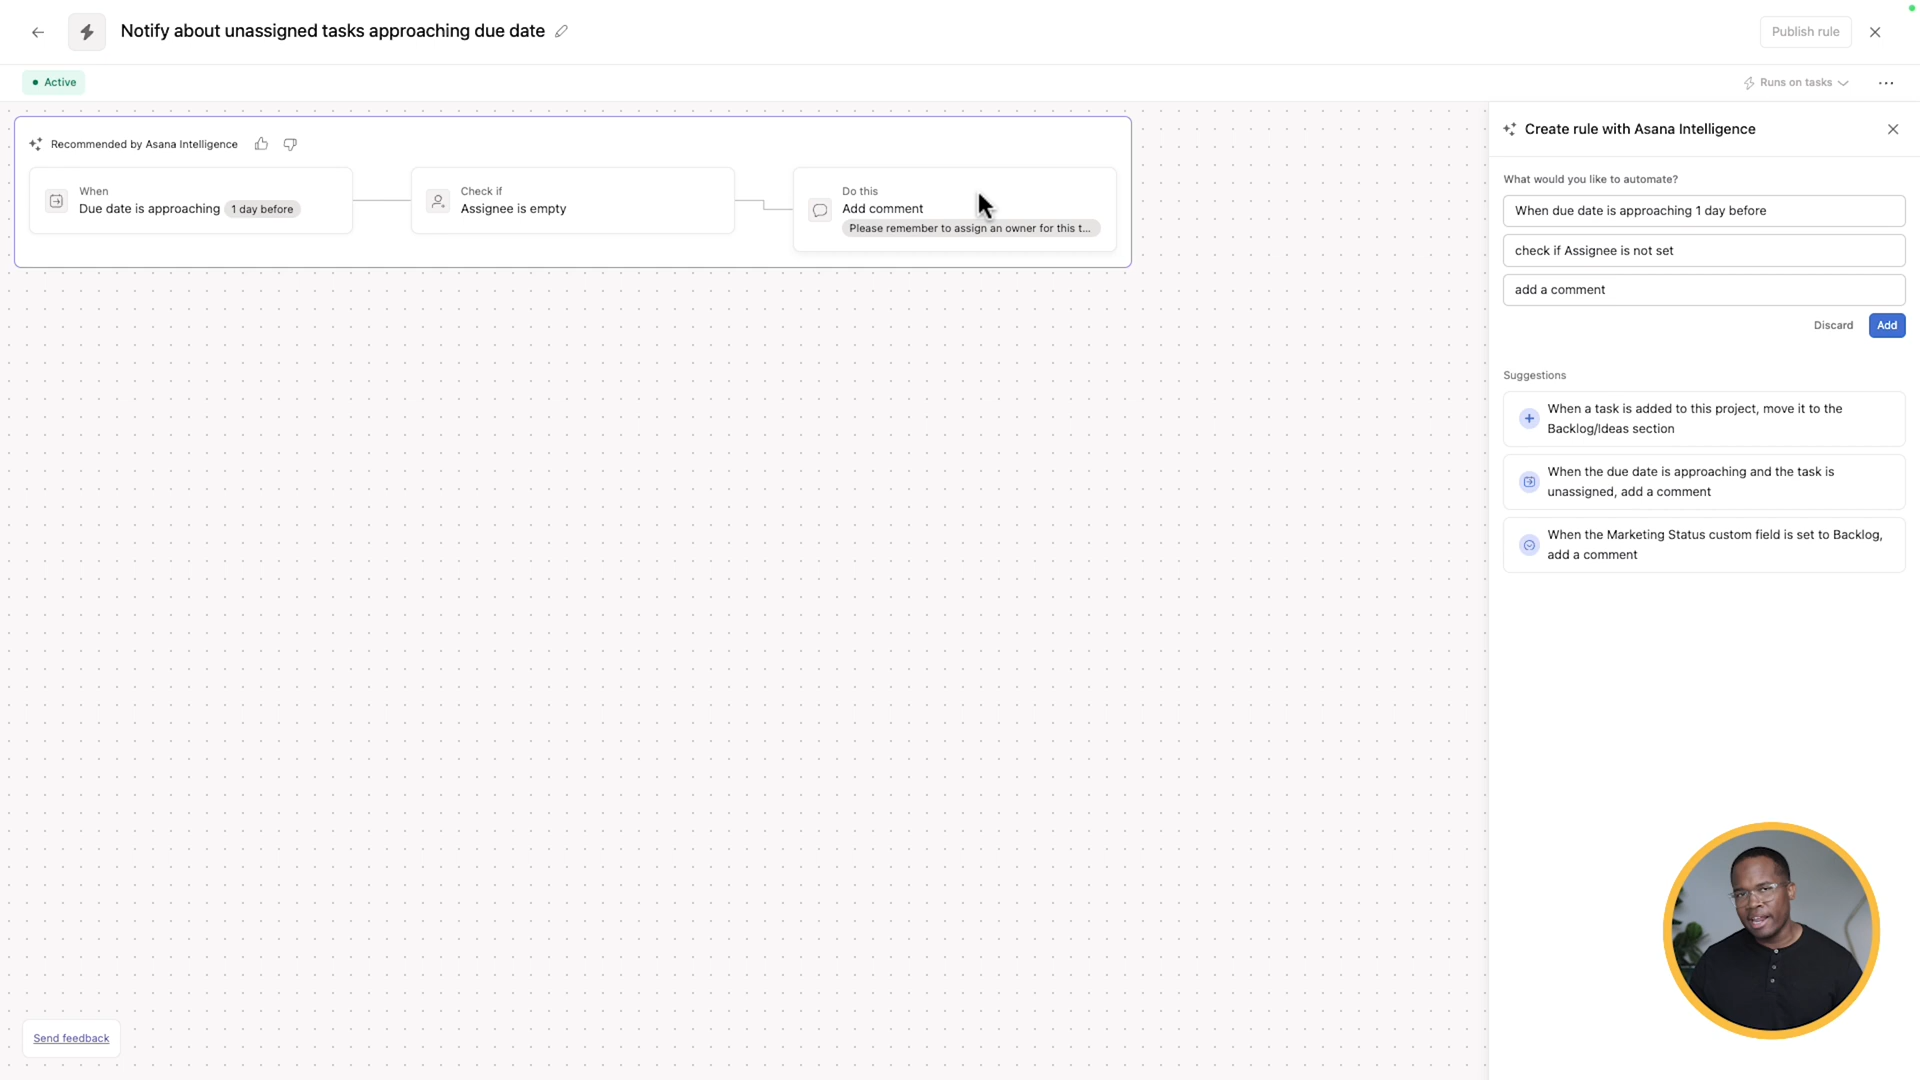 Notify about unassigned tasks approaching due date
Publish rule
Active
Runs on tasks
Recommended by Asana Intelligence
When
Due date is approaching 1 day before
Check if
Assignee is empty
Do this
Add comment
Please remember to assign an owner for this t...
Create rule with Asana Intelligence
What would you like to automate?
When due date is approaching 1 day before
check if Assignee is not set
add a comment
Discard Add
Suggestions
When a task is added to this project, move it to the
Backlog/Ideas section
When the due date is approaching and the task is
unassigned, add a comment
When the Marketing Status custom field is set to Backlog,
add a comment
Send feedback